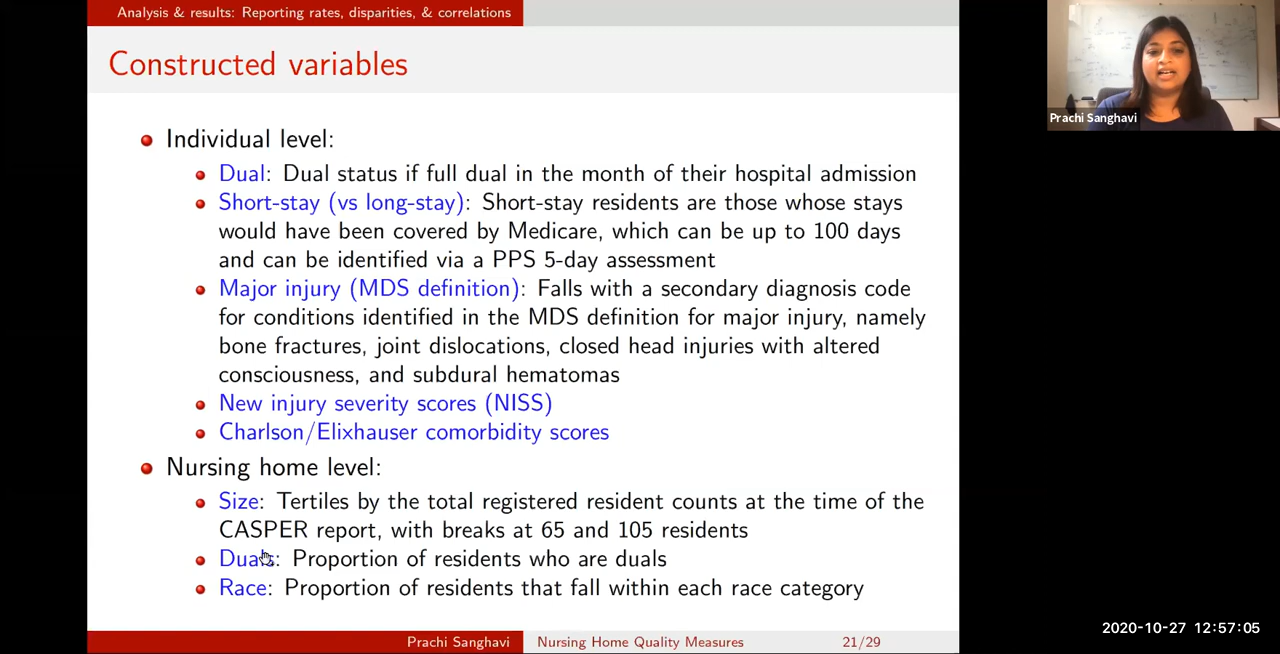 Analysis & results: Reporting rates, disparities, & correlations
Constructed variables
Individual level:
Dual: Dual status if full dual in the month of their hospital admission
Short-stay (vs long-stay): Short-stay residents are those whose stays
would have been covered by Medicare, which can be up to 100 days
and can be identified via a PPS 5-day assessment
Major injury (MDS definition): Falls with a secondary diagnosis code
for conditions identified in the MDS definition for major injury, namely
bone fractures, joint dislocations, closed head injuries with altered
consciousness, and subdural hematomas
New injury severity scores (NISS)
Charlson/Elixhauser comorbidity scores
Nursing home level:
Size: Tertiles by the total registered resident counts at the time of the
CASPER report, with breaks at 65 and 105 residents
Duals: Proportion of residents who are duals
Race: Proportion of residents that fall within each race category
Prachi Sanghavi
Nursing Home Quality Measures
21/29
Prachi Sanghavi
2020-10-27 12:57:05